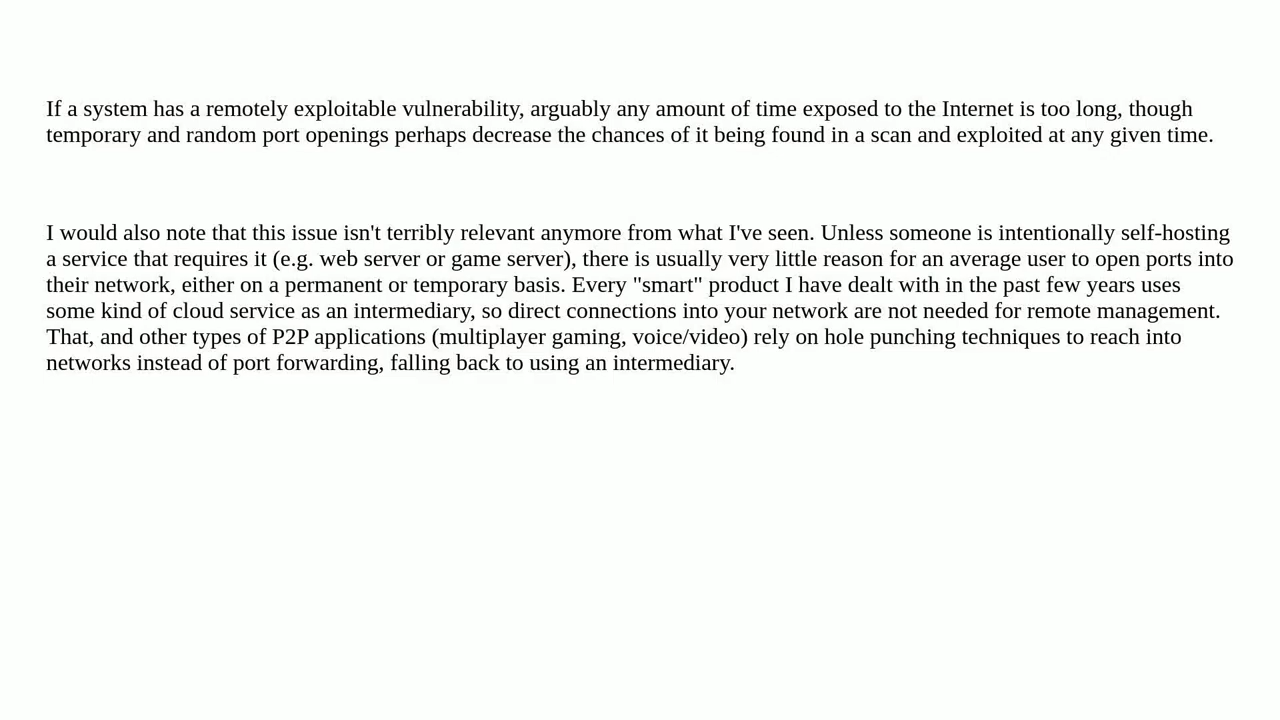 If a system has a remotely exploitable vulnerability, arguably any amount of time exposed to the Internet is too long, though
temporary and random port openings perhaps decrease the chances of it being found in a scan and exploited at any given time.
I would also note that this issue isn't terribly relevant anymore from what I've seen. Unless someone is intentionally self-hosting
a service that requires it (e.g. web server or game server), there is usually very little reason for an average user to open ports into
their network, either on a permanent or temporary basis. Every "smart" product I have dealt with in the past few years uses
some kind of cloud service as an intermediary, so direct connections into your network are not needed for remote management.
That, and other types of P2P applications (multiplayer gaming, voice/video) rely on hole punching techniques to reach into
networks instead of port forwarding, falling back to using an intermediary.